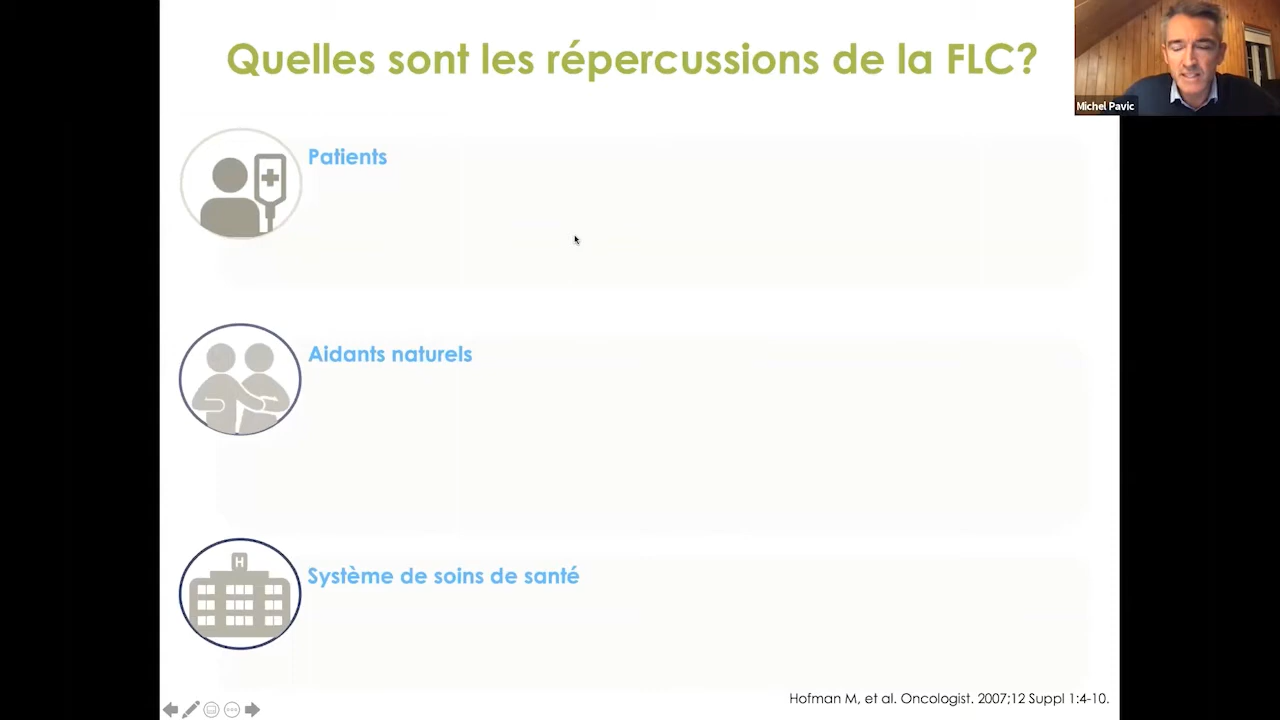 Quelles sont les répercussions de la FLC?
Michel Pavic
Patients
Aidants naturels
H
Système de soins de santé
Hofman M, et al. Oncologist. 2007;12 Suppl 1:4-10.